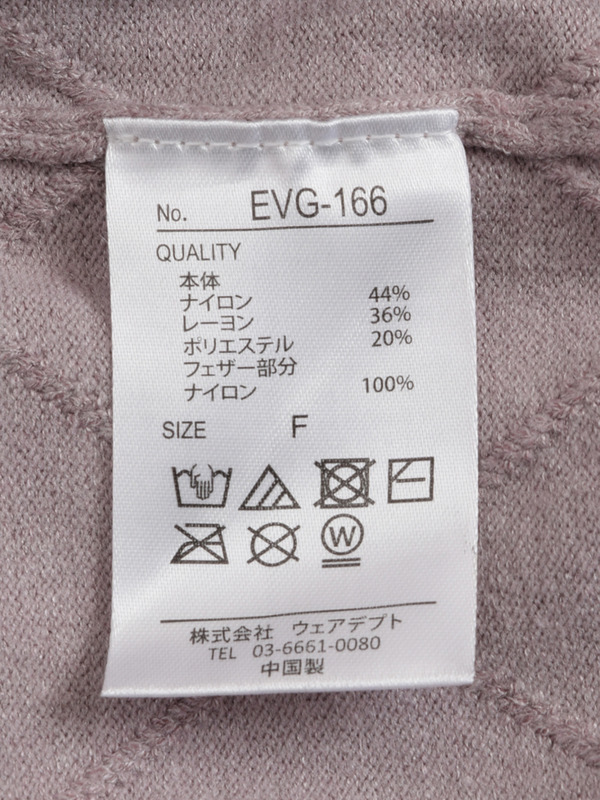 No. EVG-166
QUALITY
本体
ナイロン 44%
レーヨン 36%
ポリエステル 20%
フェザー部分
ナイロン 100%
SIZE F
W
株式会社 ウェアデプト
TEL 03-6661-0080
中国製